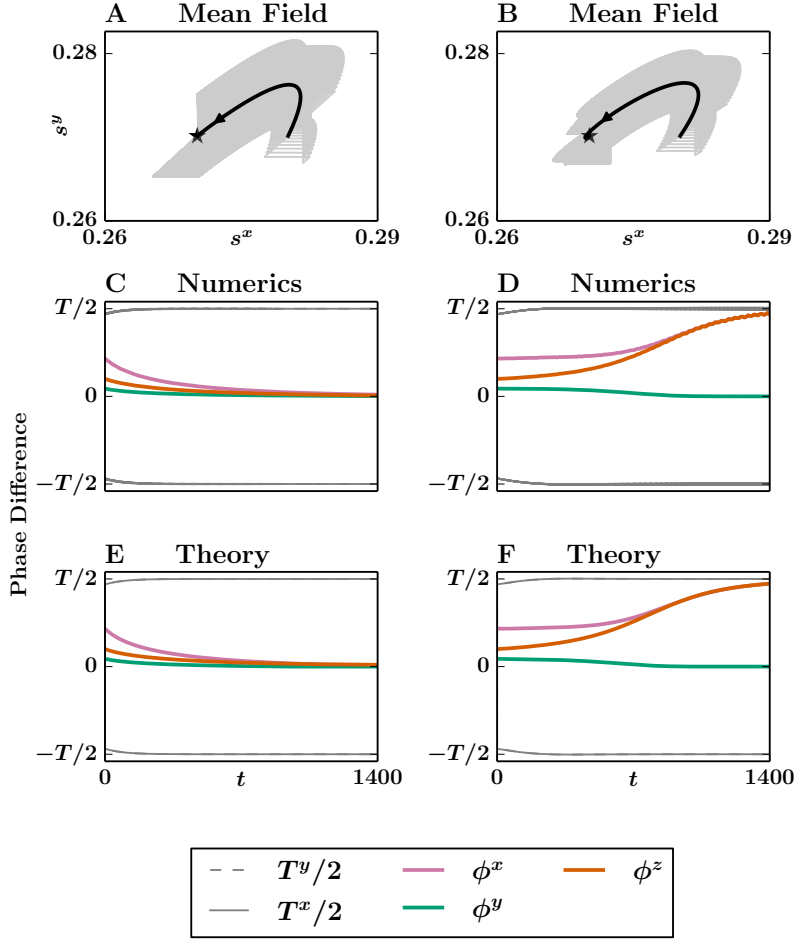 A Mean Field
B Mean Field
0.28
0.28
s^y
0.26
0.26
0.26 s^x 0.29
0.26 s^x 0.29
C Numerics
D Numerics
T/2
T/2
0
0
−T/2
−T/2
Phase Difference
E Theory
F Theory
T/2
T/2
0
0
−T/2
−T/2
0 t 1400
0 t 1400
T^y/2 ϕ^x ϕ^z
T^x/2 ϕ^y